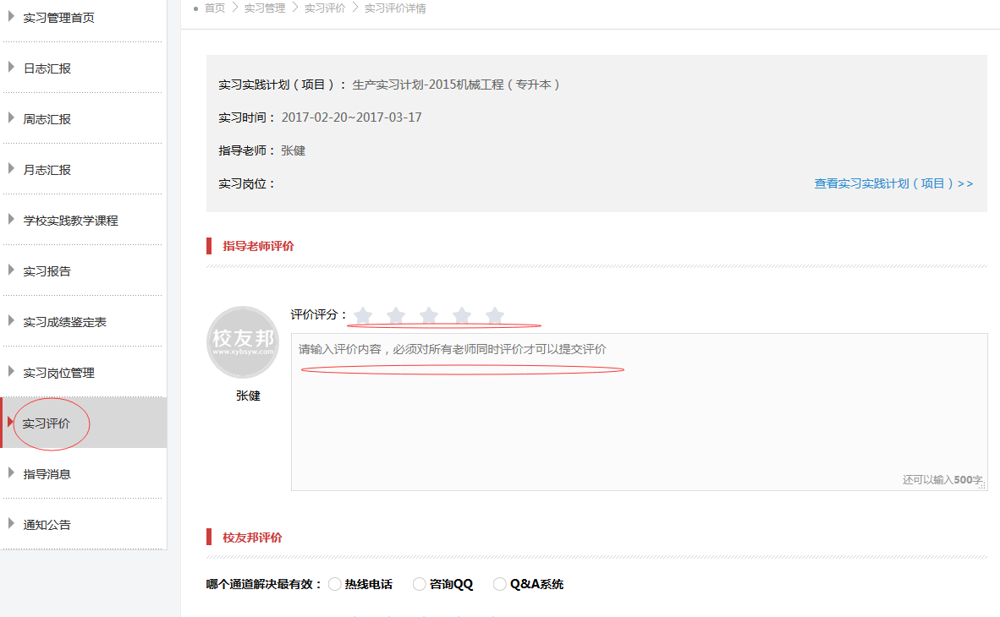 首页 > 实习管理 > 实习评价 > 实习评价详情
实习管理首页
日志汇报
周志汇报
月志汇报
学校实践教学课程
实习报告
实习成绩鉴定表
实习岗位管理
实习评价
指导消息
通知公告
实习实践计划（项目）：生产实习计划-2015机械工程（专升本）
实习时间：2017-02-20~2017-03-17
指导老师：张健
实习岗位：
查看实习实践计划（项目）>>
指导老师评价
校友邦
www.xybsyw.com
张健
评价评分：
请输入评价内容，必须对所有老师同时评价才可以提交评价
还可以输入500字
校友邦评价
哪个通道解决最有效： 热线电话 咨询QQ Q&A系统